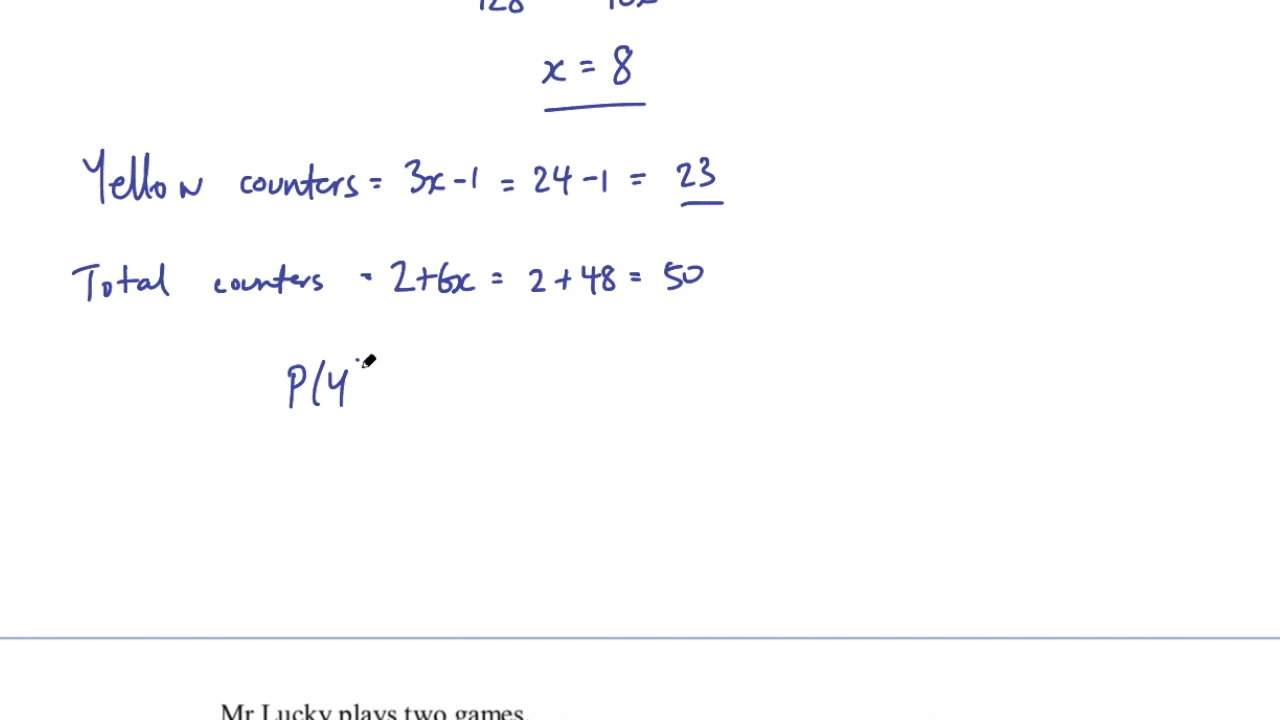 128
x = 8
Yellow counters = 3x - 1 = 24 - 1 = 23
Total counters = 2+6x = 2 + 48 = 50
P(Y
Mr Lucky plays two games.